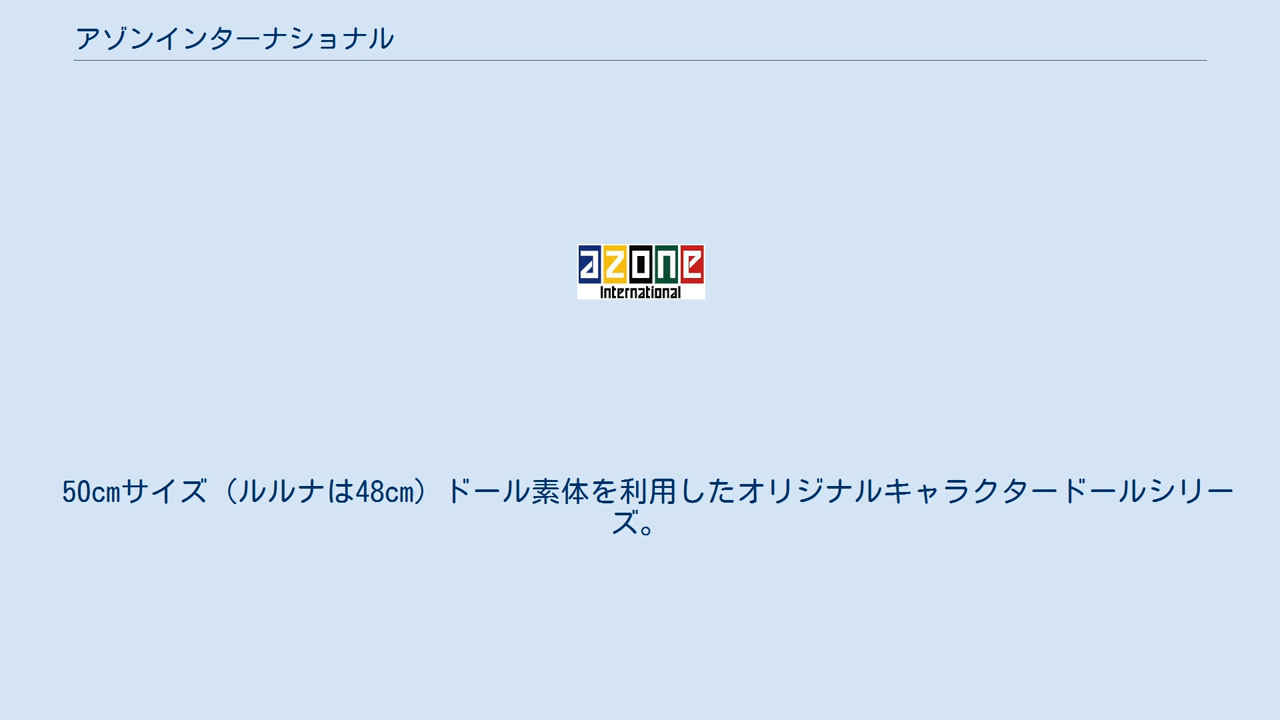 アゾンインターナショナル
azone
International
50cmサイズ（ルルナは48cm）ドール素体を利用したオリジナルキャラクタードールシリー
ズ。